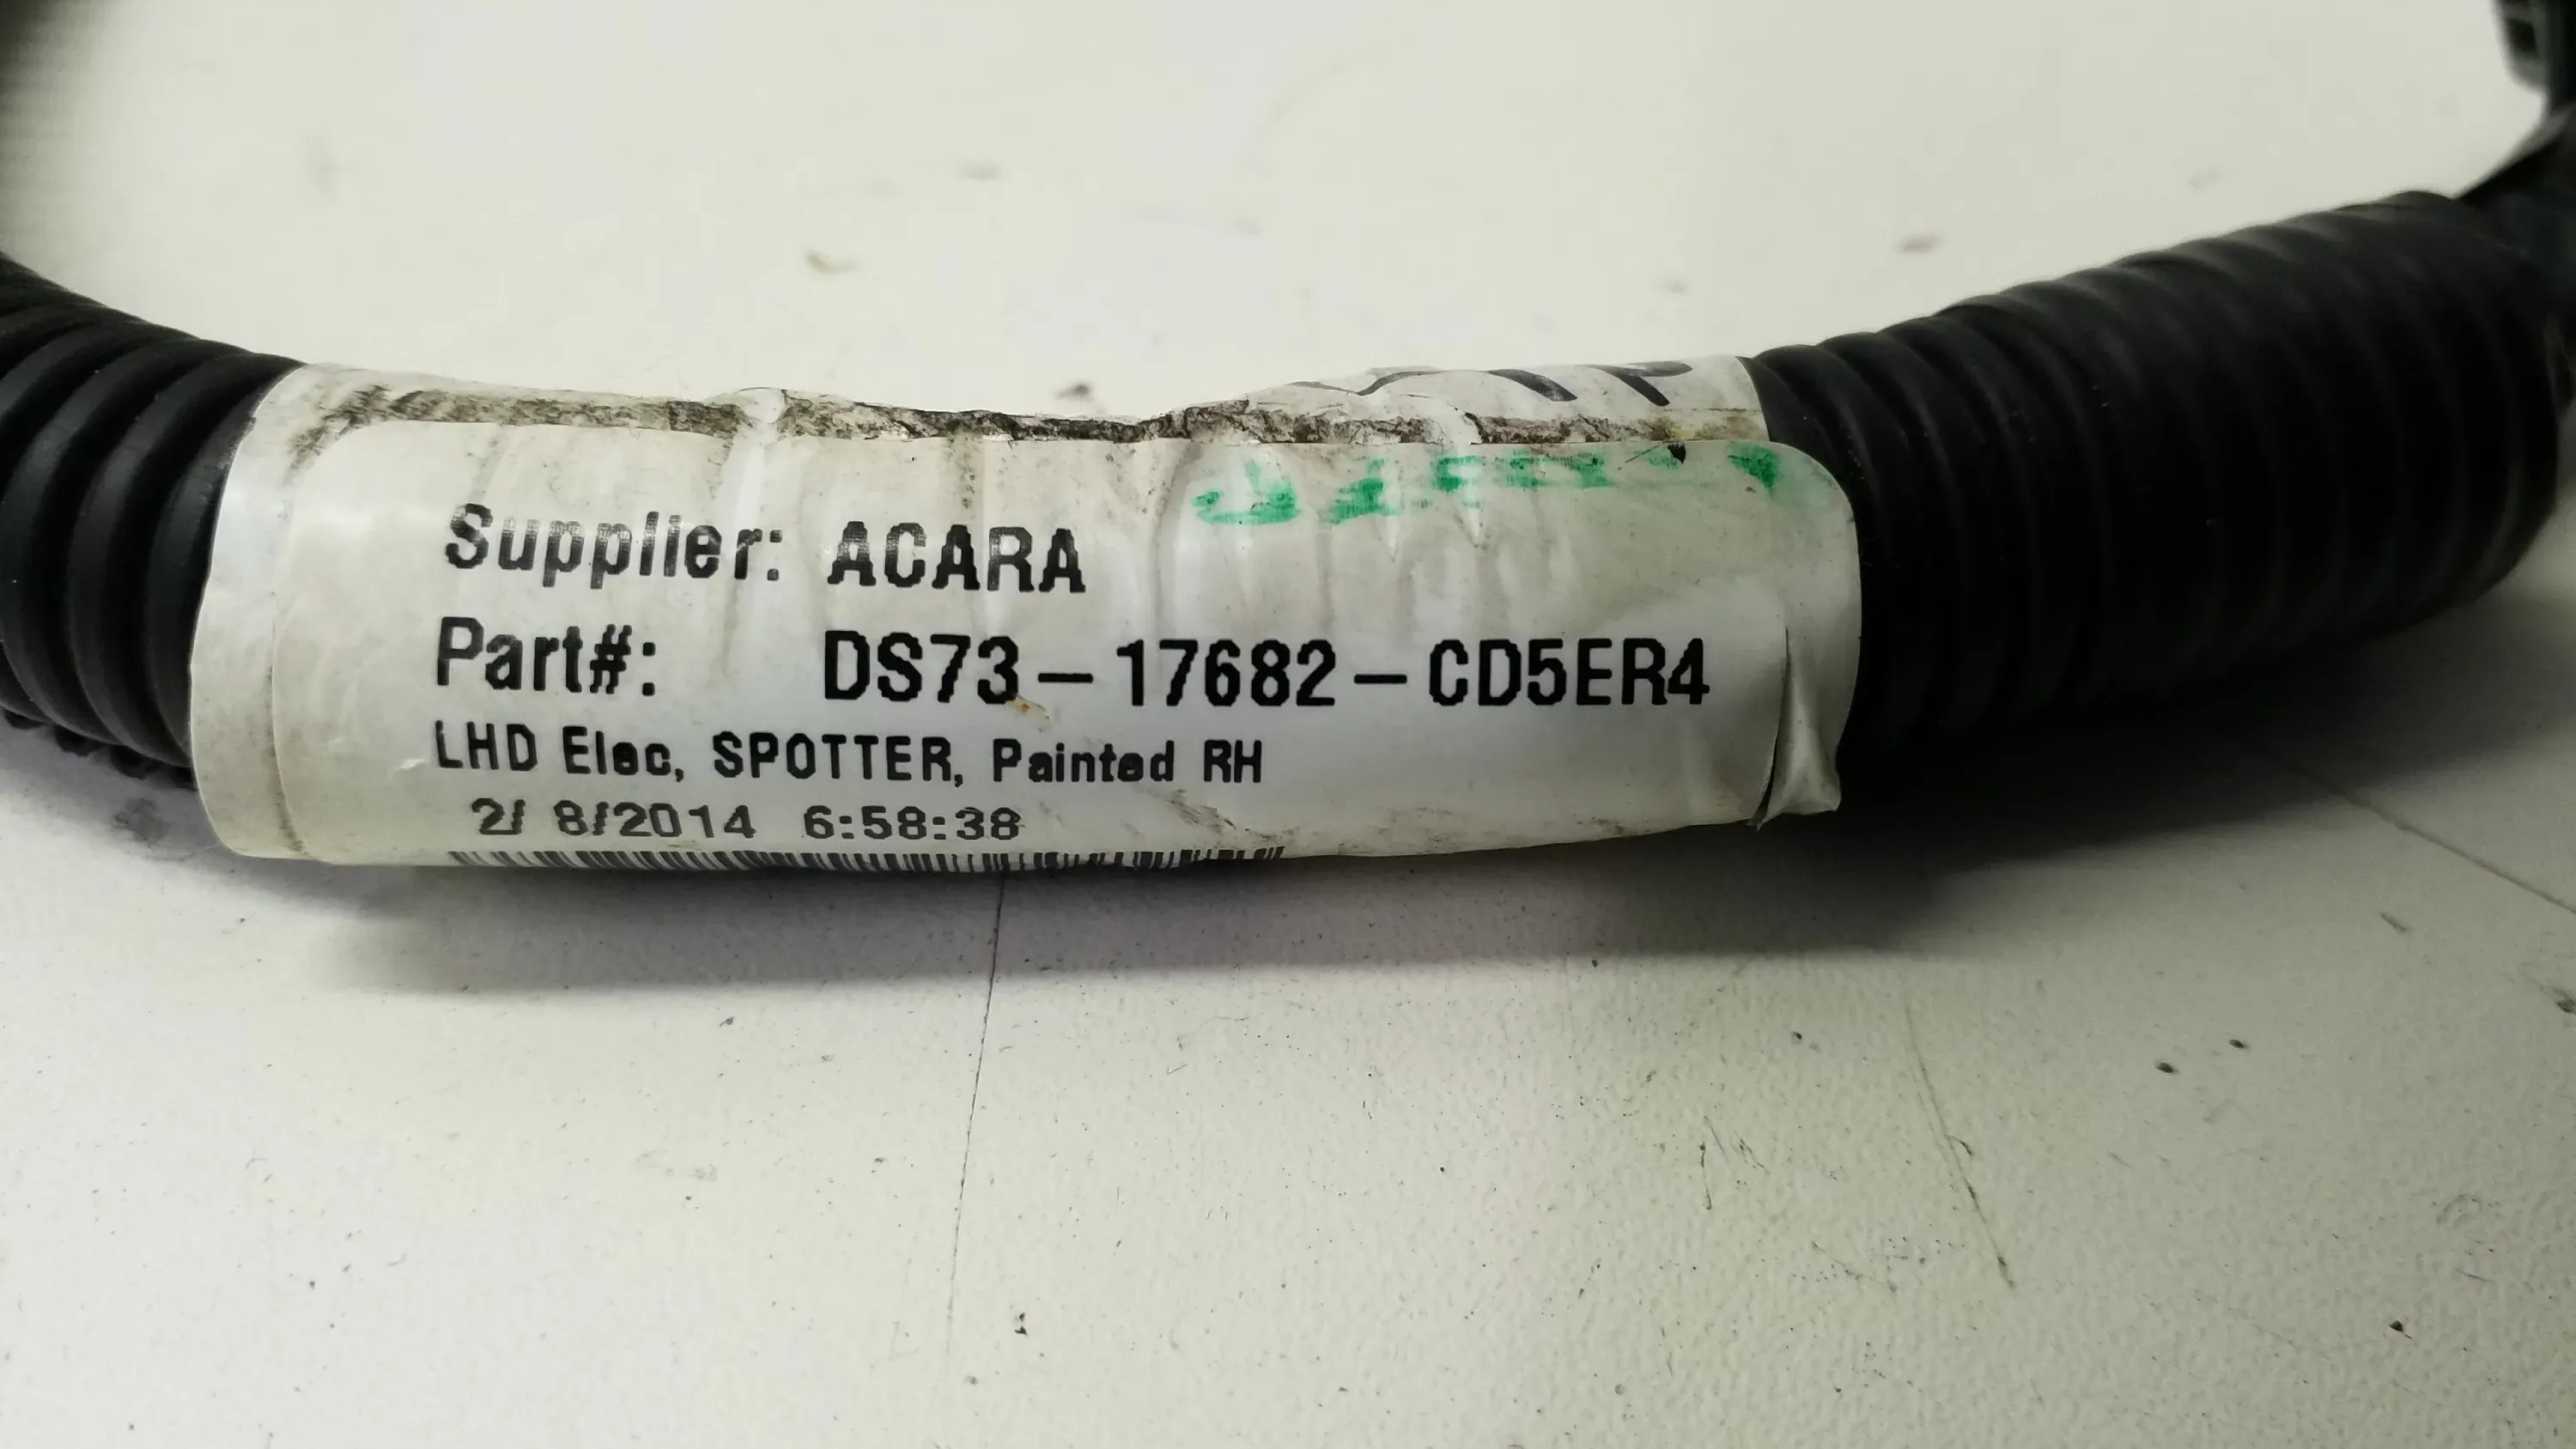 Supplier: ACARA
Part#: DS73-17682-CD5ER4
LHD Elec, SPOTTER, Painted RH
2/ 8/2014 6:58:38